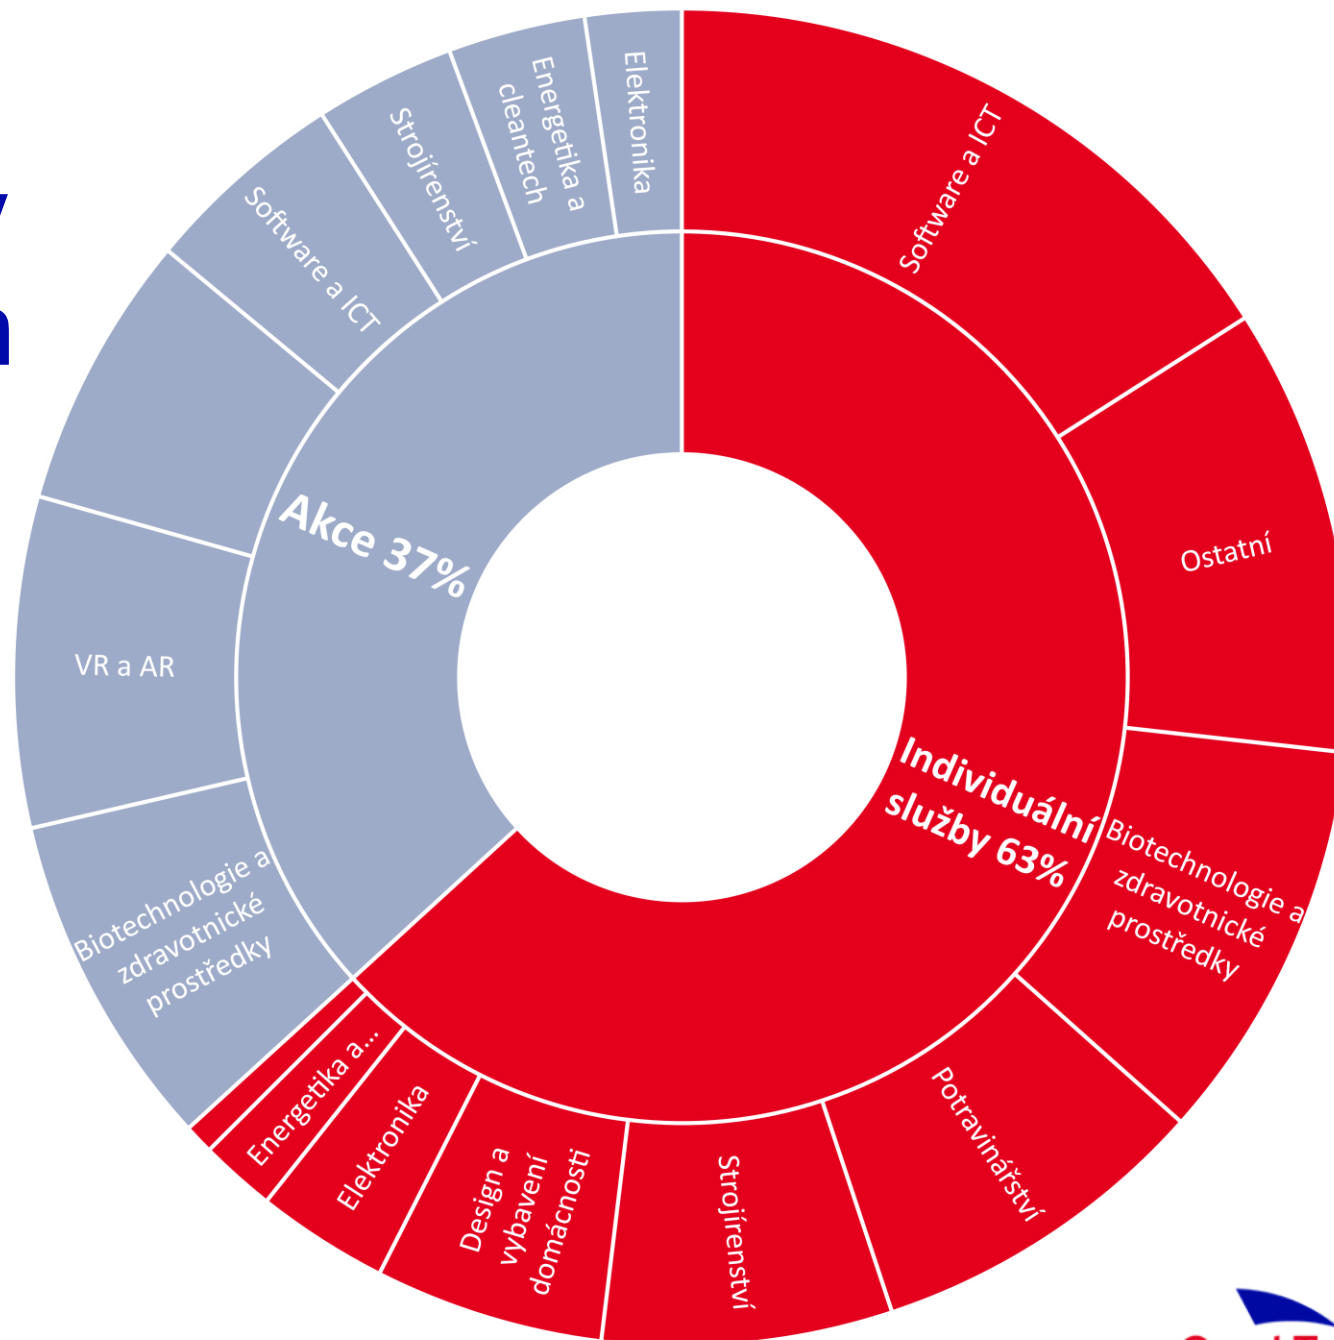 Elektronika
Energetika a
cleantech
Strojírenství
Software a ICT
Akce 37%
VR a AR
Biotechnologie a
zdravotnické
prostředky
Software a ICT
Ostatní
Individuální
služby 63%
Biotechnologie a
zdravotnické
prostředky
Potravinářství
Strojírenství
Design a
vybavení
domácnosti
Elektronika
Energetika a...